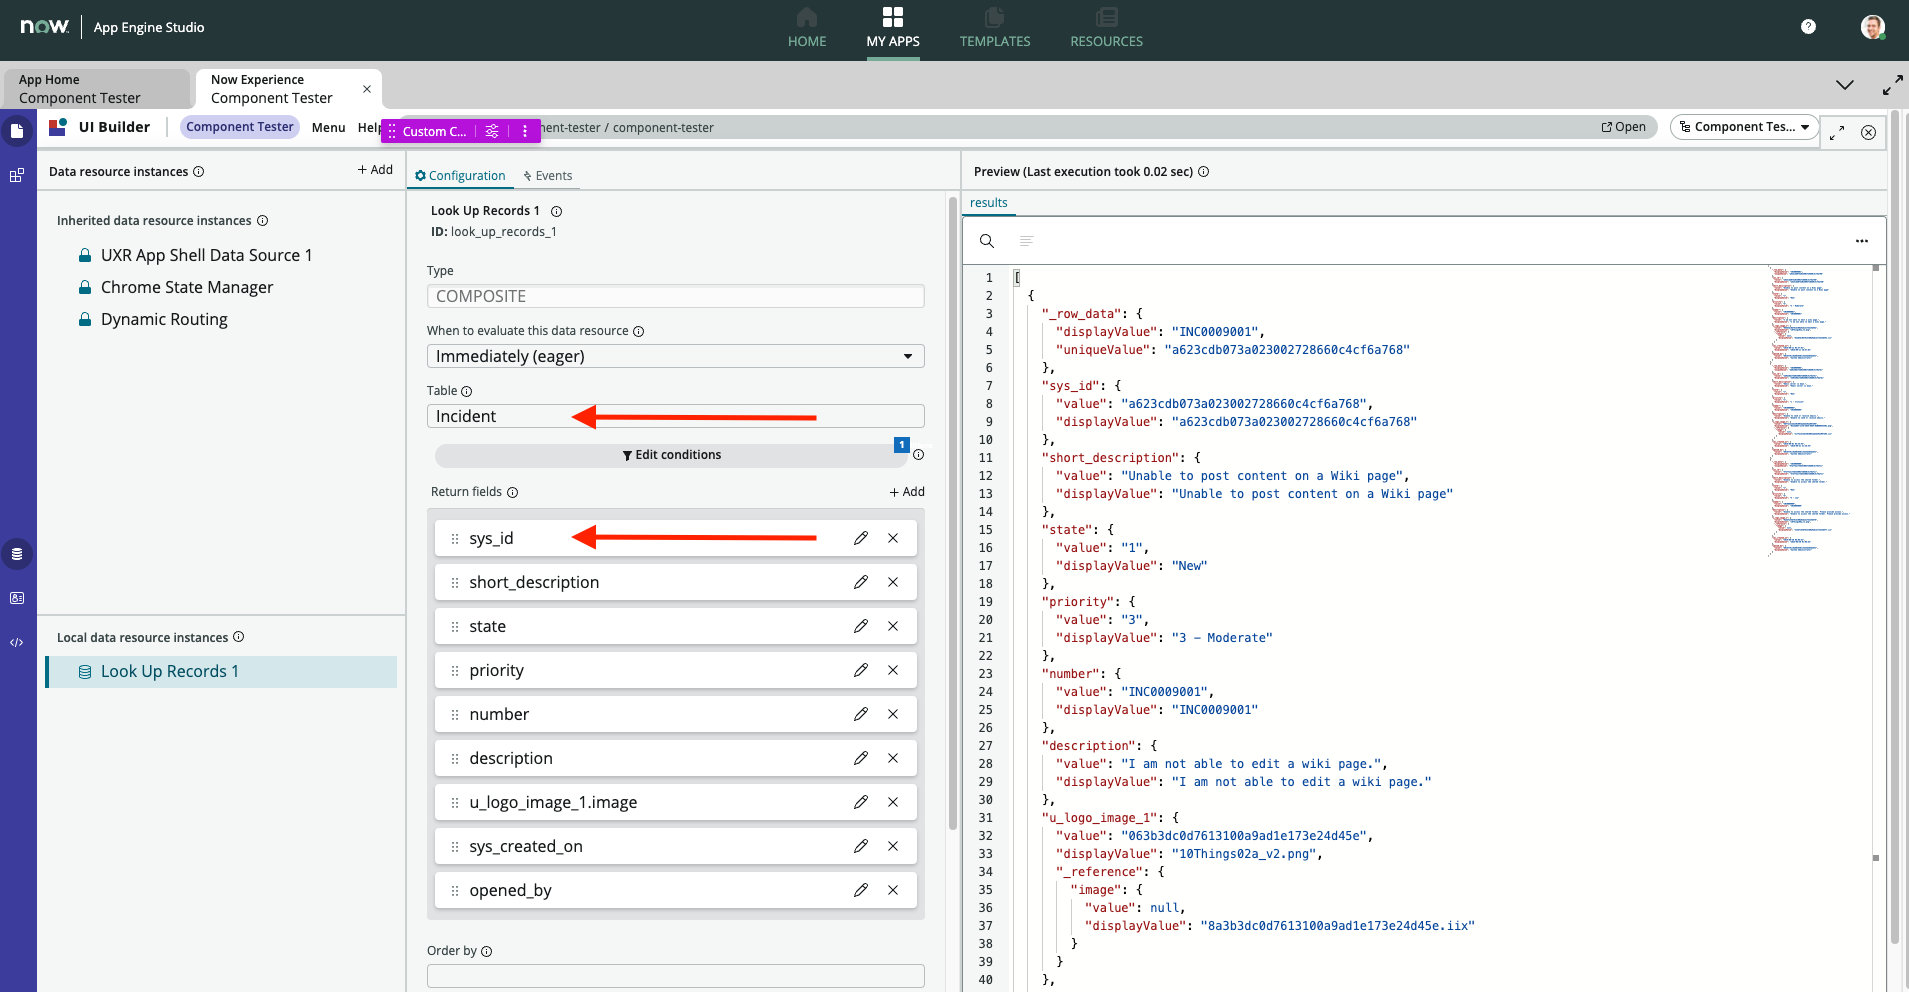 now. App Engine Studio
HOME
MY APPS
TEMPLATES
RESOURCES
?
App Home
Component Tester
Now Experience
Component Tester
UI Builder
Component Tester
Menu
Help
Custom C...
nent-tester / component-tester
Open
Component Tes...
Data resource instances
+ Add
Inherited data resource instances
UXR App Shell Data Source 1
Chrome State Manager
Dynamic Routing
Local data resource instances
Look Up Records 1
Configuration
Events
Look Up Records 1
ID: look_up_records_1
Type
COMPOSITE
When to evaluate this data resource
Immediately (eager)
Table
Incident
Edit conditions
1
Return fields
+ Add
sys_id
short_description
state
priority
number
description
u_logo_image_1.image
sys_created_on
opened_by
Order by
Preview (Last execution took 0.02 sec)
results
1 [
2 {
3 "_row_data": {
4 "displayValue": "INC0009001",
5 "uniqueValue": "a623cdb073a023002728660c4cf6a768"
6 },
7 "sys_id": {
8 "value": "a623cdb073a023002728660c4cf6a768",
9 "displayValue": "a623cdb073a023002728660c4cf6a768"
10 },
11 "short_description": {
12 "value": "Unable to post content on a Wiki page",
13 "displayValue": "Unable to post content on a Wiki page"
14 },
15 "state": {
16 "value": "1",
17 "displayValue": "New"
18 },
19 "priority": {
20 "value": "3",
21 "displayValue": "3 - Moderate"
22 },
23 "number": {
24 "value": "INC0009001",
25 "displayValue": "INC0009001"
26 },
27 "description": {
28 "value": "I am not able to edit a wiki page.",
29 "displayValue": "I am not able to edit a wiki page."
30 },
31 "u_logo_image_1": {
32 "value": "063b3dc0d7613100a9ad1e173e24d45e",
33 "displayValue": "10Things02a_v2.png",
34 "_reference": {
35 "image": {
36 "value": null,
37 "displayValue": "8a3b3dc0d7613100a9ad1e173e24d45e.iix"
38 }
39 }
40 },